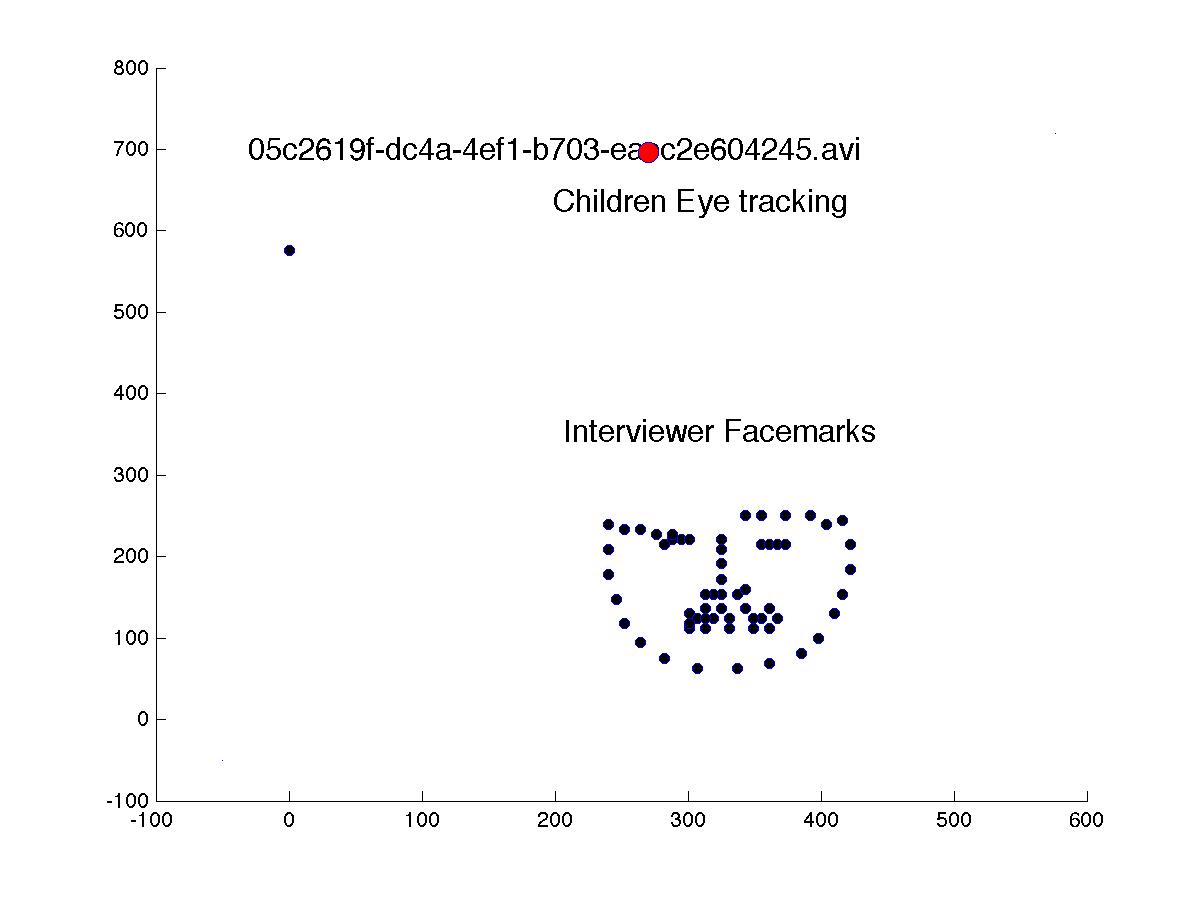 800
05c2619f-dc4a-4ef1-b703-ea c2e604245.avi
700
Children Eye tracking
600
500
400
Interviewer Facemarks
300
200
100
0
-100
-100 0 100 200 300 400 500 600